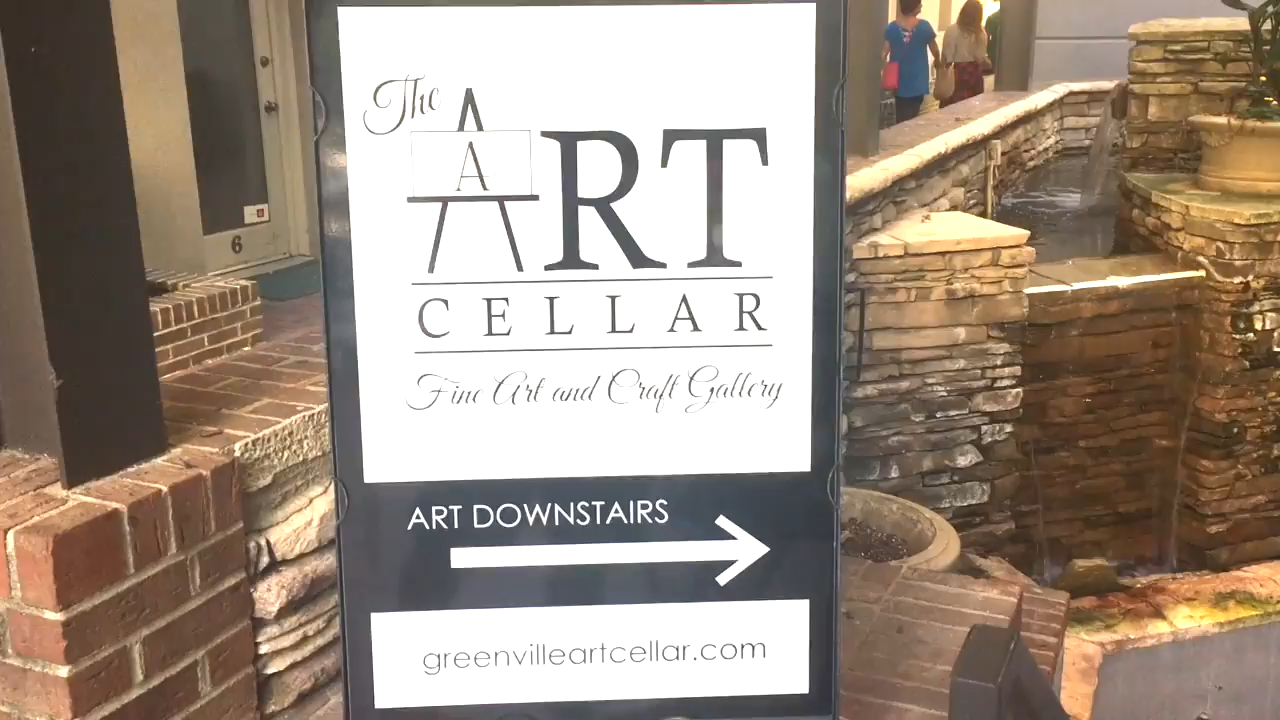 The
ART
CELLAR
Fine Art and Craft Gallery
ART DOWNSTAIRS
greenvilleartcellar.com
6